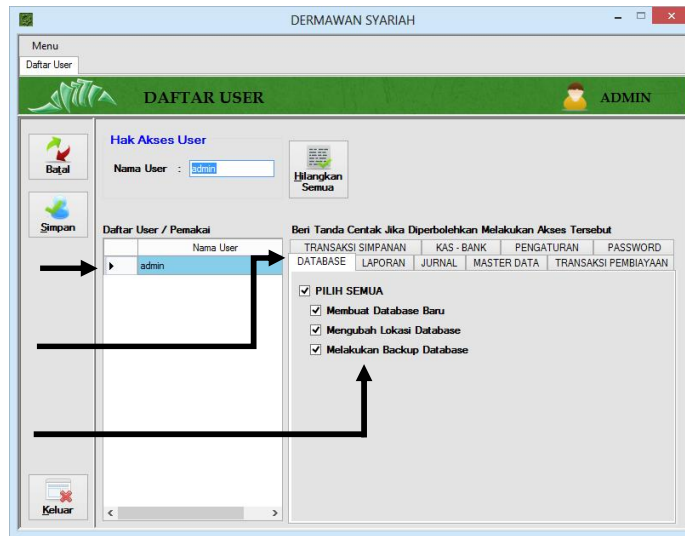 DERMAWAN SYARIAH
Menu
Daftar User
DAFTAR USER
ADMIN
Batal
Simpan
Keluar
Hak Akses User
Nama User : admin
Hilangkan
Semua
Daftar User / Pemakai
Nama User
admin
Beri Tanda Centak Jika Diperbolehkan Melakukan Akses Tersebut
TRANSAKSI SIMPANAN KAS - BANK PENGATURAN PASSWORD
DATABASE LAPORAN JURNAL MASTER DATA TRANSAKSI PEMBIAYAAN
PILIH SEMUA
Membuat Database Baru
Mengubah Lokasi Database
Melakukan Backup Database